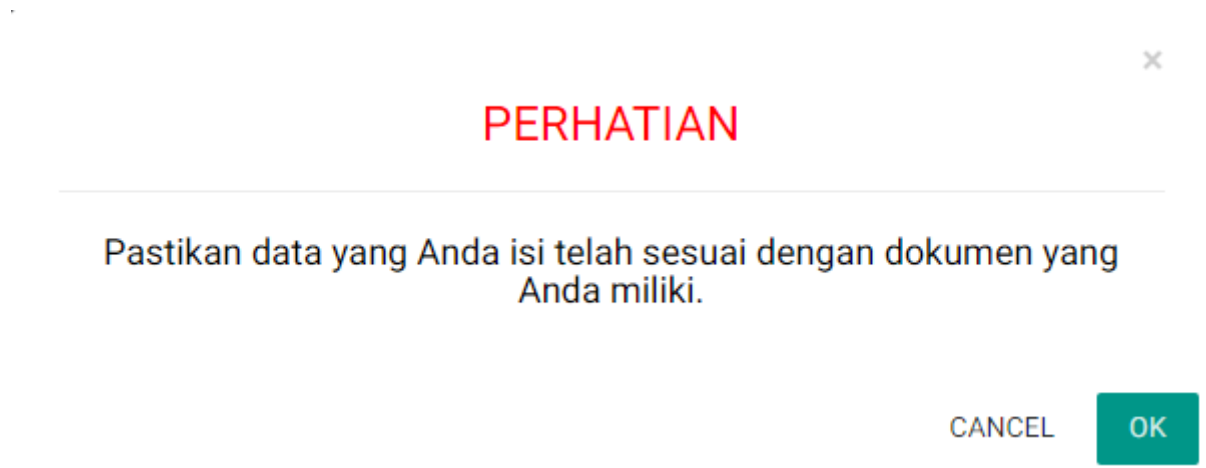 ×
PERHATIAN
Pastikan data yang Anda isi telah sesuai dengan dokumen yang
Anda miliki.
CANCEL OK